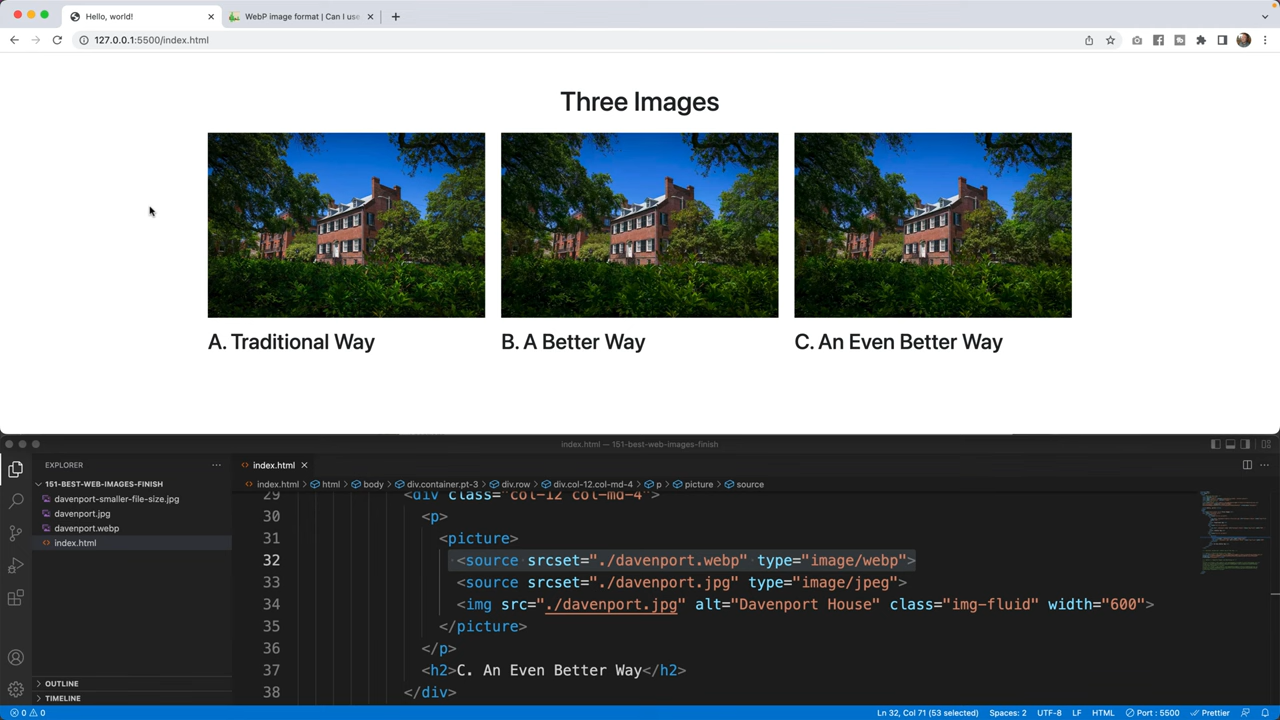 Hello, world!
WebP image format | Can I use
127.0.0.1:5500/index.html
Three Images
A. Traditional Way
B. A Better Way
C. An Even Better Way
index.html — 151-best-web-images-finish
EXPLORER
index.html
151-BEST-WEB-IMAGES-FINISH
davenport-smaller-file-size.jpg
davenport.jpg
davenport.webp
index.html
OUTLINE
TIMELINE
index.html > html > body > div.container.pt-3 > div.row > div.col-12.col-md-4 > p > picture > source
29 <div class="col-12 col-md-4">
30 <p>
31 <picture>
32 <source srcset="./davenport.webp" type="image/webp">
33 <source srcset="./davenport.jpg" type="image/jpeg">
34 <img src="./davenport.jpg" alt="Davenport House" class="img-fluid" width="600">
35 </picture>
36 </p>
37 <h2>C. An Even Better Way</h2>
38 </div>
0 0
Ln 32, Col 71 (53 selected) Spaces: 2 UTF-8 LF HTML Port : 5500 Prettier